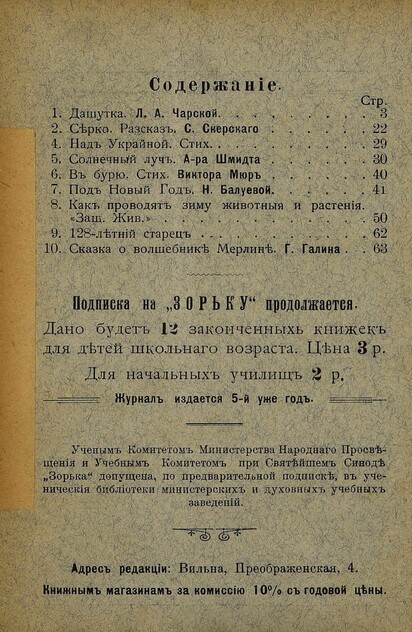 Содержаніе.
Стр.
1. Дашутка. Л. А. Чарской. . . . . . . . 3
2. Сѣрко. Разсказъ. С. Скерскаго . . . . . . 22
4. Надъ Украйной. Стих. . . . . . . . . 29
5. Солнечный лучъ. А-ра Шмидта . . . . . . 30
6. Въ бурю. Стих. Виктора Мюръ . . . . . . 40
7. Подъ Новый Годъ. Н. Балуевой. . . . . . 41
8. Какъ проводятъ зиму животныя и растенія.
«Защ. Жив.» . . . . . . . . . . . 50
9. 128-лѣтній старецъ . . . . . . . . . 62
10. Сказка о волшебникѣ Мерлинѣ. Г. Галина . . 63
Подписка на „ЗОРЬКУ“ продолжается.
Дано будетъ 12 законченныхъ книжекъ
для дѣтей школьнаго возраста. Цѣна 3 р.
Для начальныхъ училищъ 2 р.
Журналъ издается 5-й уже годъ.
Ученымъ Комитетомъ Министерства Народнаго Просвѣ-
щенія и Учебнымъ Комитетомъ при Святѣйшемъ Синодѣ
„Зорька“ допущена, по предварительной подпискѣ, въ уче-
ническія библіотеки министерскихъ и духовныхъ учебныхъ
заведеній.
Адресъ редакціи: Вильна, Преображенская, 4.
Книжнымъ магазинамъ за комиссію 10% съ годовой цѣны.